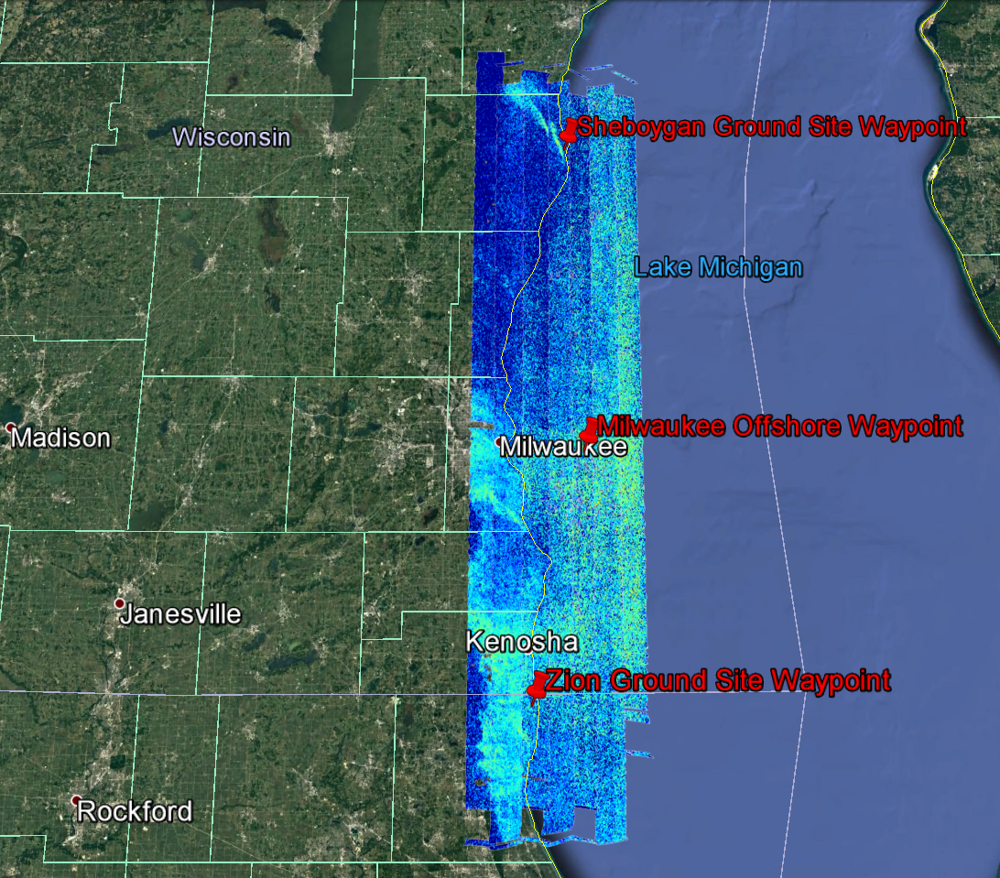 Sheboygan Ground Site Waypoint
Wisconsin
Lake Michigan
Milwaukee Offshore Waypoint
Madison
Milwaukee
Janesville
Kenosha
Zion Ground Site Waypoint
Rockford